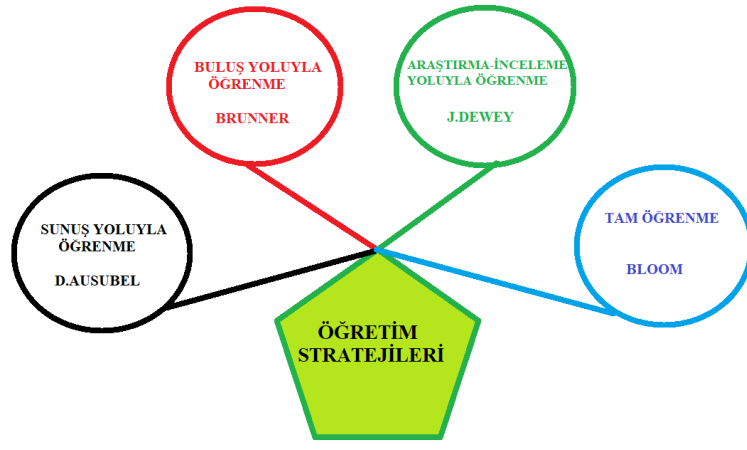 SUNUŞ YOLUYLA
ÖĞRENME
D.AUSUBEL
BULUŞ YOLUYLA
ÖĞRENME
BRUNNER
ARAŞTIRMA-İNCELEME
YOLUYLA ÖĞRENME
J.DEWEY
TAM ÖĞRENME
BLOOM
ÖĞRETİM
STRATEJİLERİ